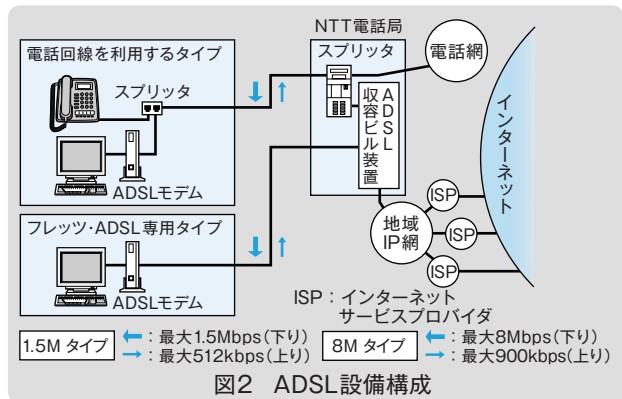 NTT電話局
電話回線を利用するタイプ
スプリッタ
ADSLモデム
スプリッタ
ADSL
収容ビル装置
電話網
インターネット
フレッツ・ADSL専用タイプ
ADSLモデム
地域
IP網
ISP
ISP
ISP
ISP:インターネット
サービスプロバイダ
1.5M タイプ
←:最大1.5Mbps(下り)
→:最大512kbps(上り)
8M タイプ
←:最大8Mbps(下り)
→:最大900kbps(上り)
図2 ADSL設備構成